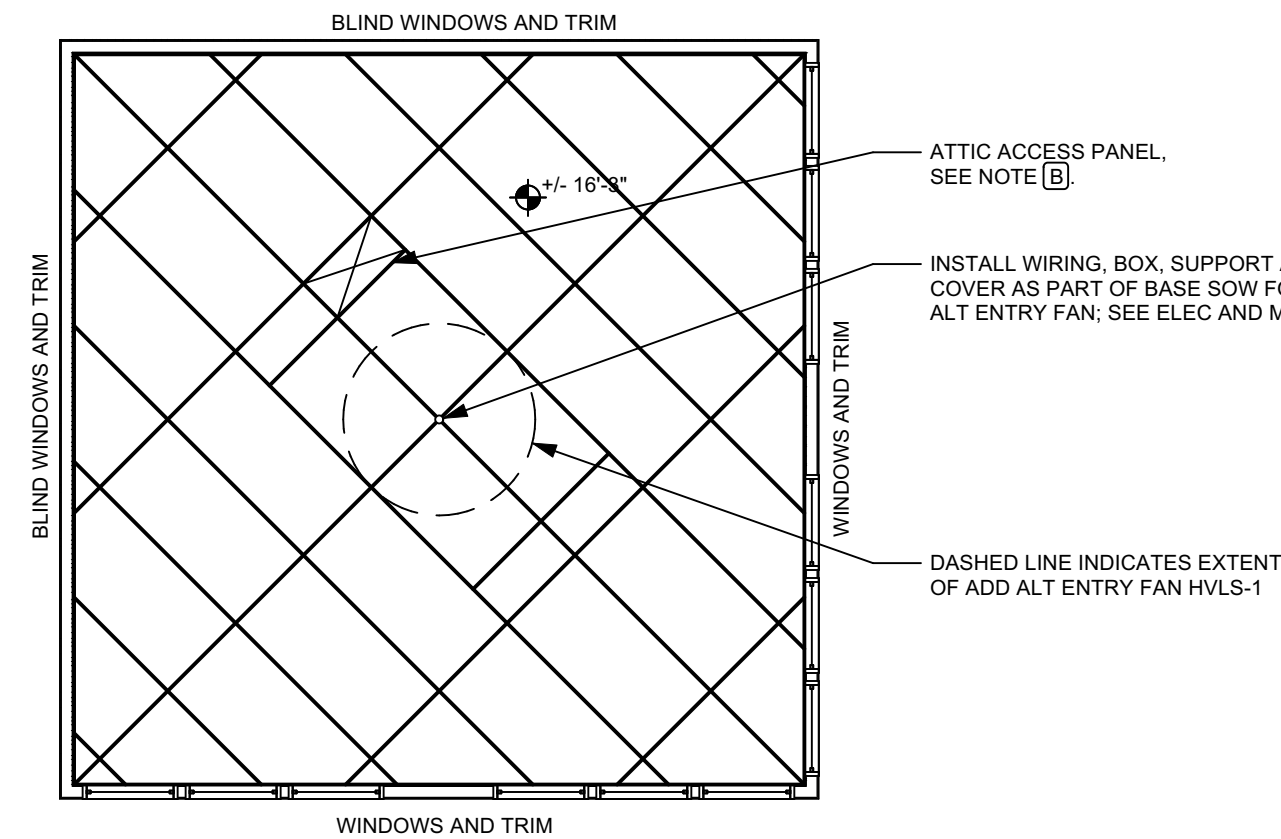 BLIND WINDOWS AND TRIM
ATTIC ACCESS PANEL,
SEE NOTE B.
+/- 16'-8"
INSTALL WIRING, BOX, SUPPORT
COVER AS PART OF BASE SOW
ALT ENTRY FAN; SEE ELEC AND
BLIND WINDOWS AND TRIM
WINDOWS AND TRIM
DASHED LINE INDICATES EXTENT
OF ADD ALT ENTRY FAN HVLS-1
WINDOWS AND TRIM